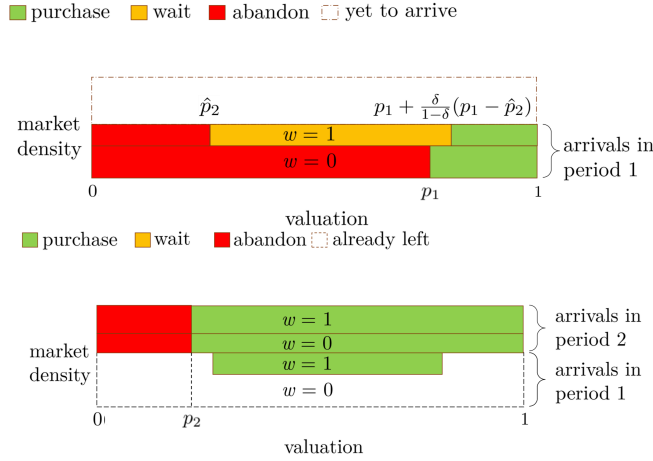 purchase wait abandon yet to arrive
p̂₂ p₁ + δ/(1−δ)(p₁ − p̂₂)
market
density
w = 1
w = 0
arrivals in
period 1
0 p₁ 1
valuation
purchase wait abandon already left
w = 1
w = 0
w = 1
w = 0
arrivals in
period 2
market
density
arrivals in
period 1
0 p₂ 1
valuation